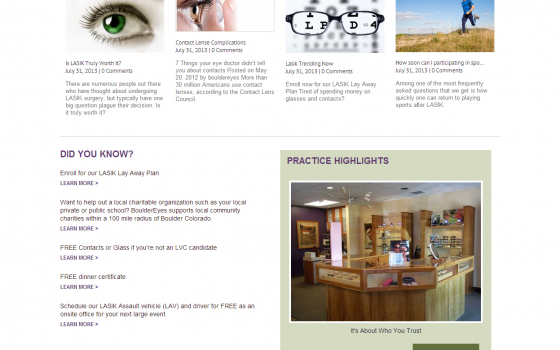 Is LASIK Truly Worth It?
July 31, 2013 | 0 Comments
There are numerous people out there
who have thought about undergoing
LASIK surgery, but typically have one
big question plague their decision. Is
it truly worth it?
Contact Lense Complications
July 31, 2013 | 0 Comments
7 Things your eye doctor didn't tell
you about contacts Posted on May
20, 2012 by bouldereyes More than
30 million Americans use contact
lenses, according to the Contact Lens
Council.
LPED4
Lasik Trending Now
July 31, 2013 | 0 Comments
Enroll now for our LASIK Lay Away
Plan Tired of spending money on
glasses and contacts?
How soon can I participating in spo...
July 31, 2013 | 0 Comments
Among one of the most frequently
asked questions that we get is how
quickly one can return to playing
sports after LASIK.
DID YOU KNOW?
Enroll for our LASIK Lay Away Plan
LEARN MORE >
Want to help out a local charitable organization such as your local
private or public school? BoulderEyes supports local community
charities within a 100 mile radius of Boulder Colorado.
LEARN MORE >
FREE Contacts or Glass if you're not an LVC candidate
LEARN MORE >
FREE dinner certificate
LEARN MORE >
Schedule our LASIK Assault vehicle (LAV) and driver for FREE as an
onsite office for your next large event.
LEARN MORE >
PRACTICE HIGHLIGHTS
It's About Who You Trust